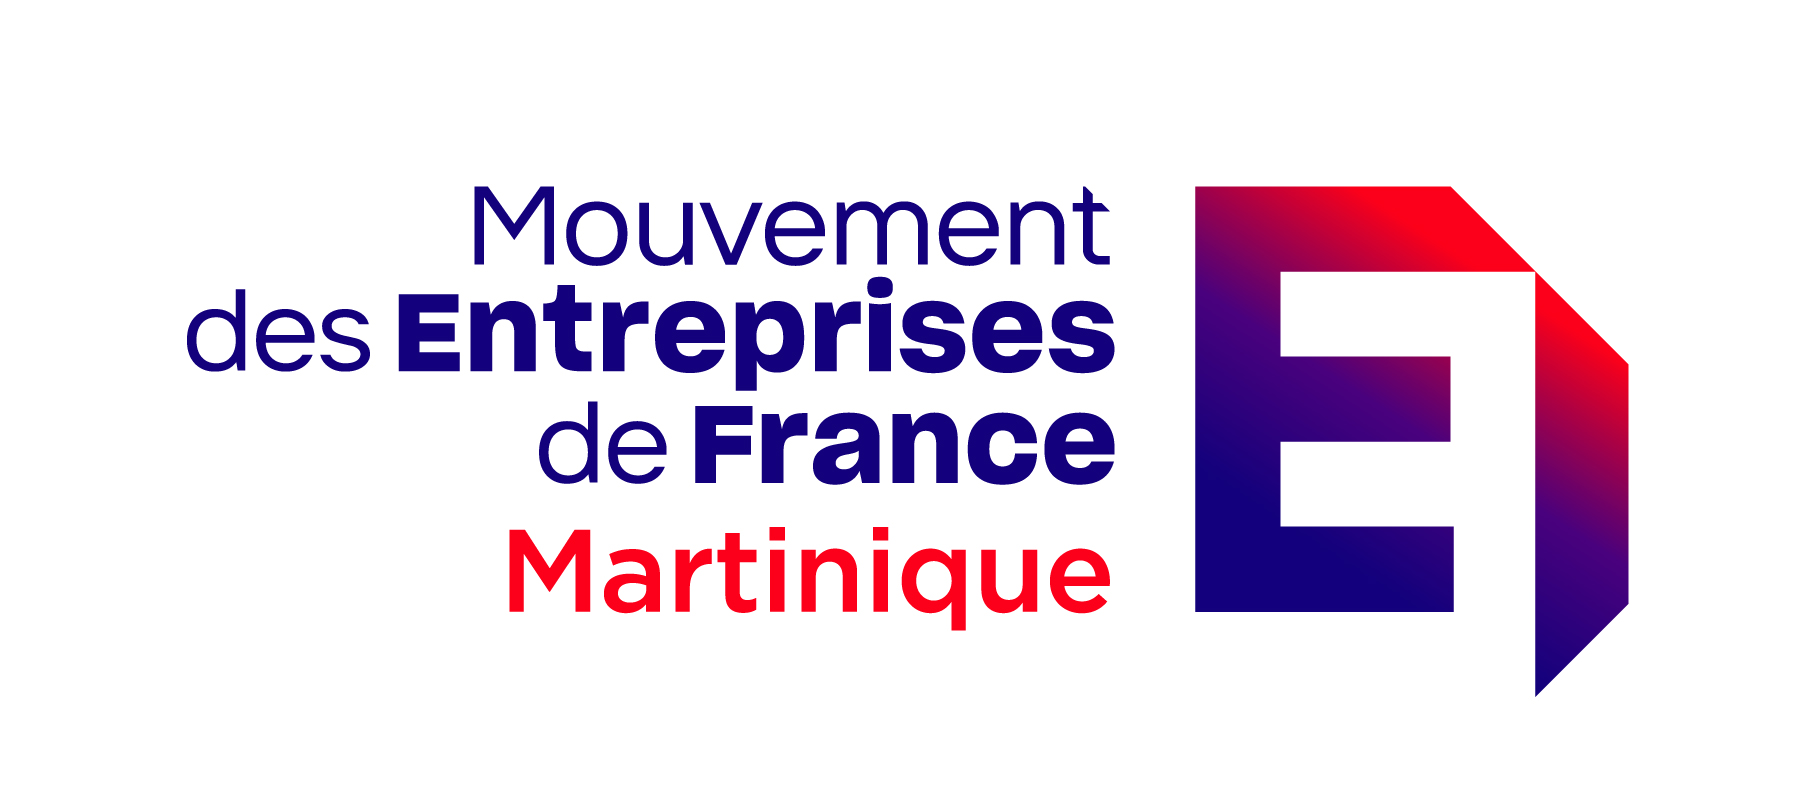 Mouvement
des Entreprises
de France
Martinique